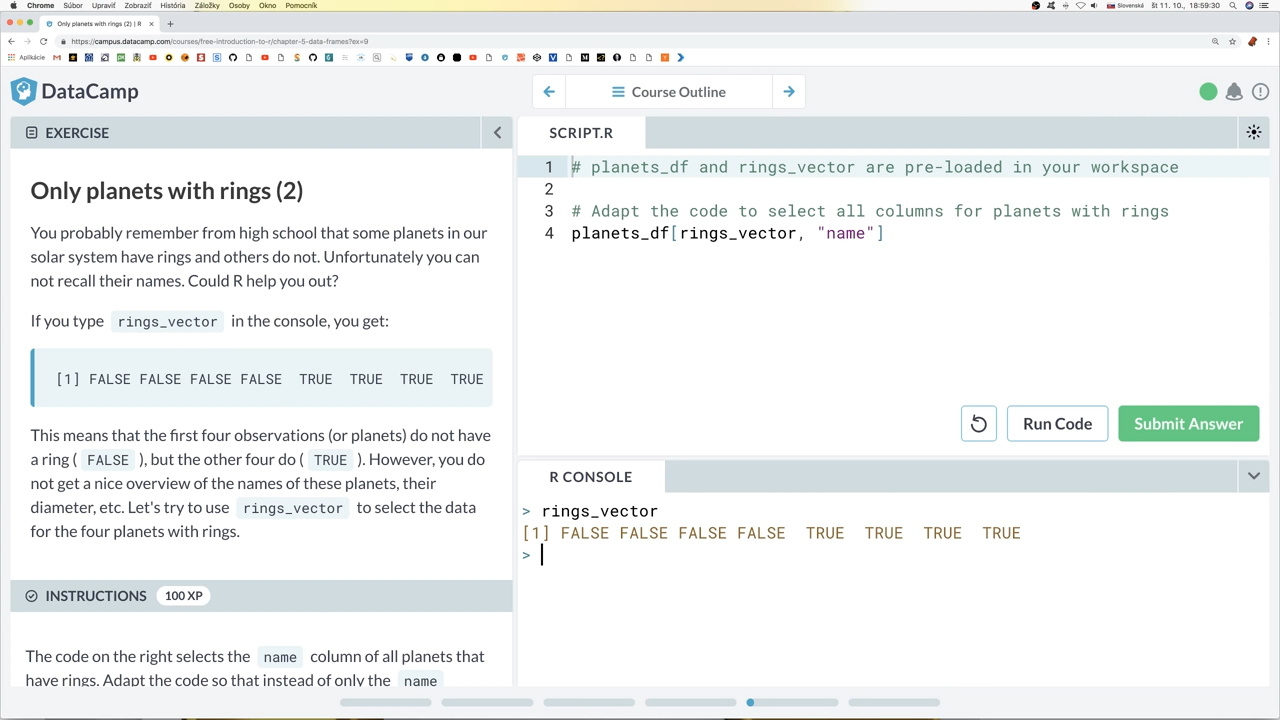 Chrome Súbor Upraviť Zobraziť História Záložky Osoby Okno Pomocník
Slovenská št 11. 10., 18:59:30
Only planets with rings (2) | R
https://campus.datacamp.com/courses/free-introduction-to-r/chapter-5-data-frames?ex=9
Aplikácie
DataCamp
Course Outline
EXERCISE
Only planets with rings (2)
You probably remember from high school that some planets in our
solar system have rings and others do not. Unfortunately you can
not recall their names. Could R help you out?
If you type rings_vector in the console, you get:
[1] FALSE FALSE FALSE FALSE TRUE TRUE TRUE TRUE
This means that the first four observations (or planets) do not have
a ring ( FALSE ), but the other four do ( TRUE ). However, you do
not get a nice overview of the names of these planets, their
diameter, etc. Let's try to use rings_vector to select the data
for the four planets with rings.
INSTRUCTIONS 100 XP
The code on the right selects the name column of all planets that
have rings. Adapt the code so that instead of only the name
SCRIPT.R
1 # planets_df and rings_vector are pre-loaded in your workspace
2
3 # Adapt the code to select all columns for planets with rings
4 planets_df[rings_vector, "name"]
Run Code
Submit Answer
R CONSOLE
> rings_vector
[1] FALSE FALSE FALSE FALSE TRUE TRUE TRUE TRUE
>